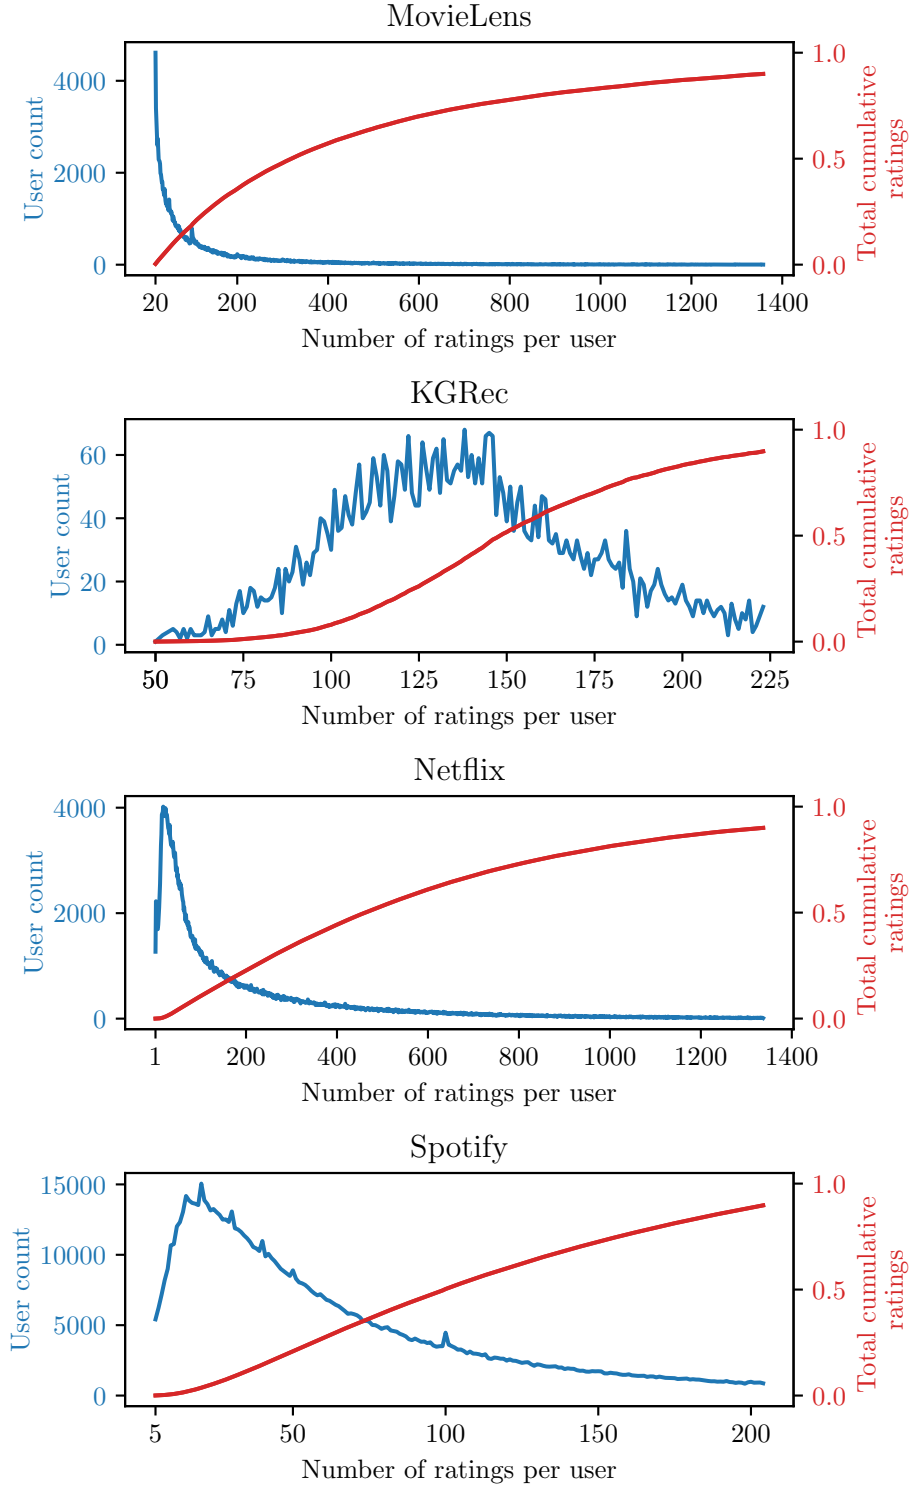 MovieLens
4000
2000
0
User count
1.0
0.5
0.0
Total cumulative
ratings
20 200 400 600 800 1000 1200 1400
Number of ratings per user
KGRec
60
40
20
0
User count
1.0
0.5
0.0
Total cumulative
ratings
50 75 100 125 150 175 200 225
Number of ratings per user
Netflix
4000
2000
0
User count
1.0
0.5
0.0
Total cumulative
ratings
1 200 400 600 800 1000 1200 1400
Number of ratings per user
Spotify
15000
10000
5000
0
User count
1.0
0.5
0.0
Total cumulative
ratings
5 50 100 150 200
Number of ratings per user